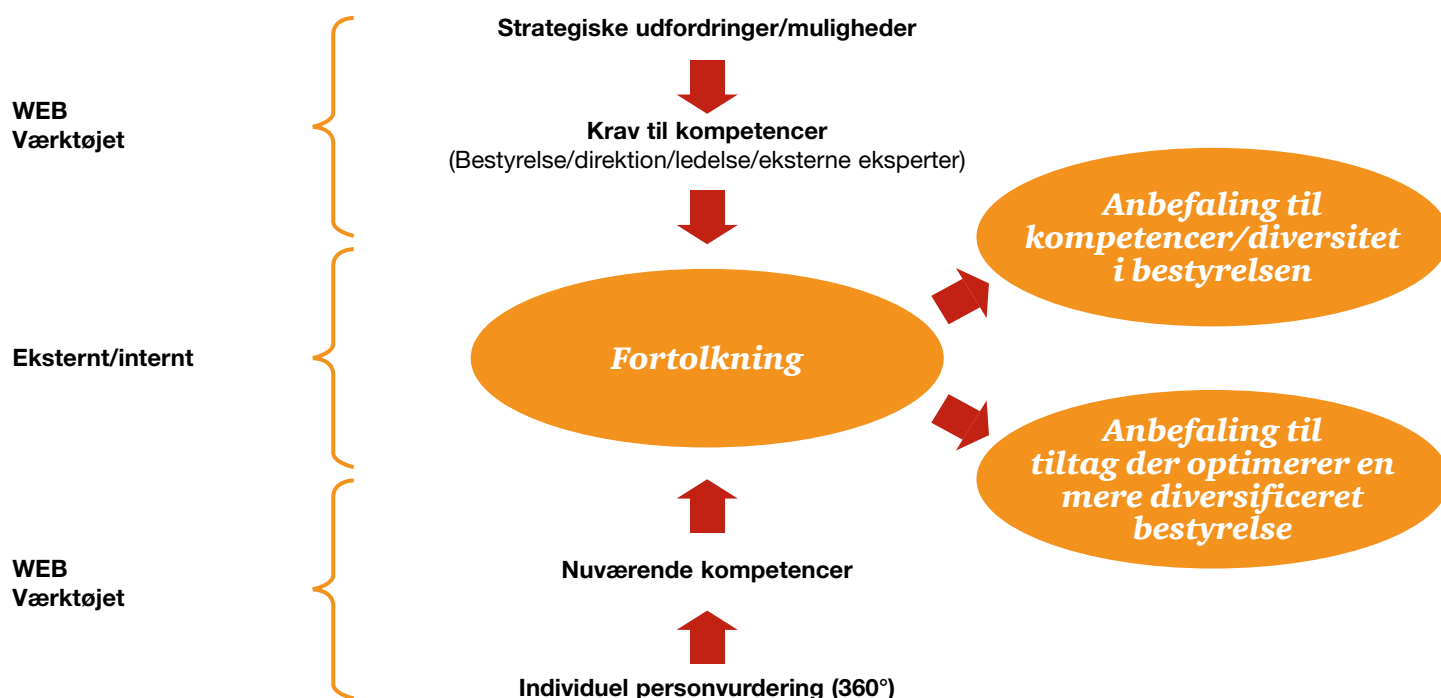 Strategiske udfordringer/muligheder
WEB
Værktøjet
Krav til kompetencer
(Bestyrelse/direktion/ledelse/eksterne eksperter)
Anbefaling til
kompetencer/diversitet
i bestyrelsen
Eksternt/internt
Fortolkning
Anbefaling til
tiltag der optimerer en
mere diversificeret
bestyrelse
WEB
Værktøjet
Nuværende kompetencer
Individuel personvurdering (360°)